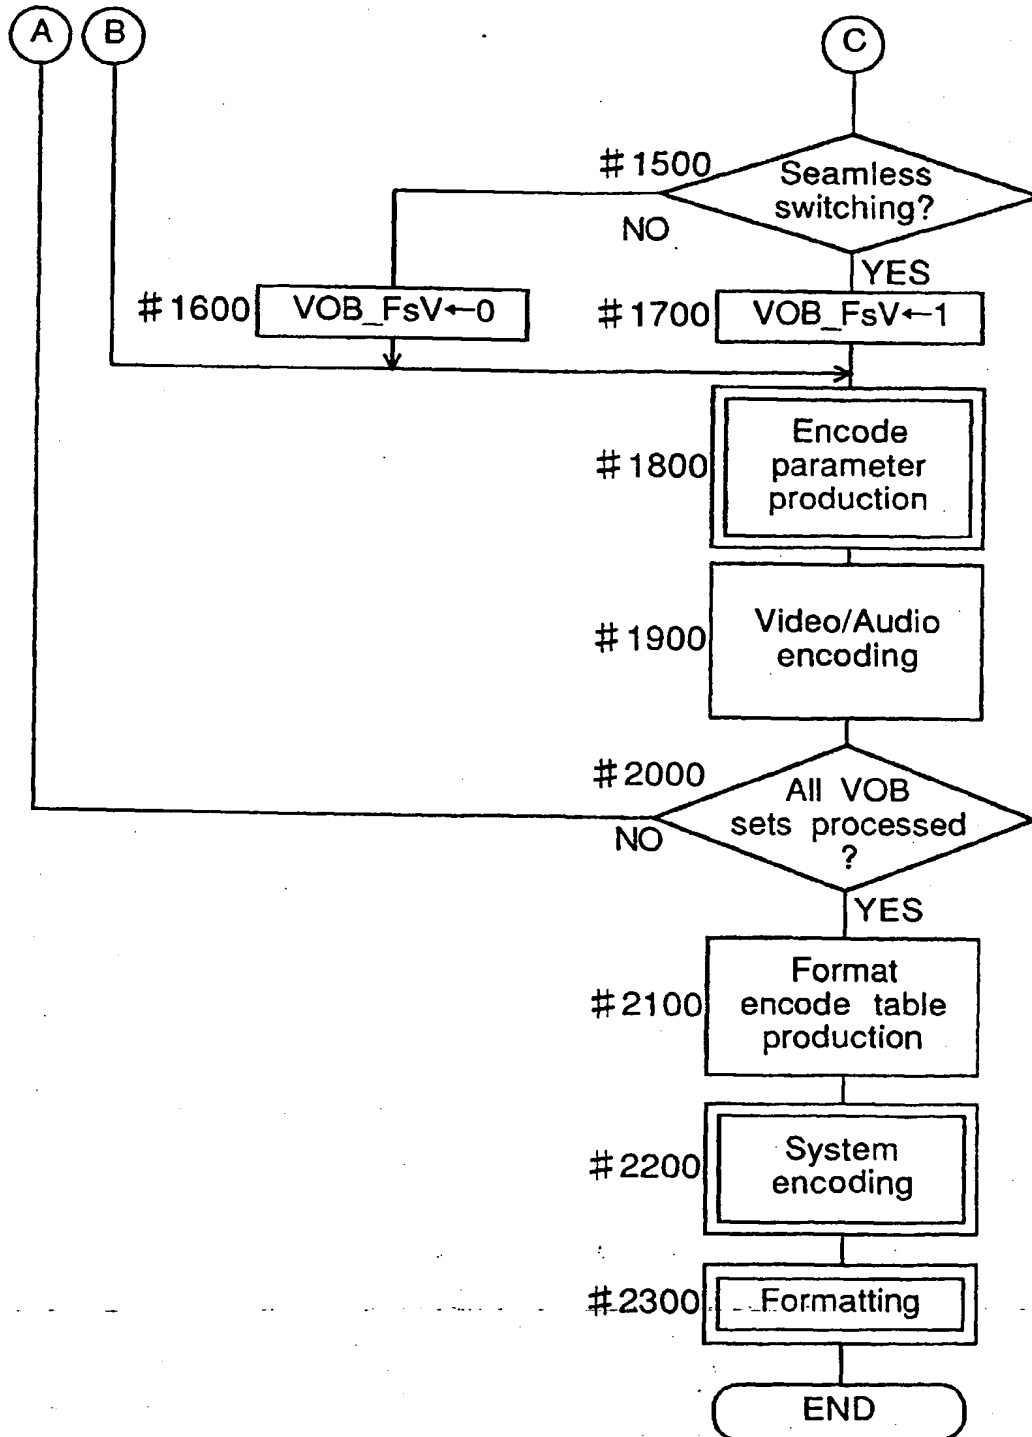 A
B
C
#1500
Seamless
switching?
NO
YES
#1600
VOB_FsV←0
#1700
VOB_FsV←1
#1800
Encode
parameter
production
#1900
Video/Audio
encoding
#2000
All VOB
sets processed
?
NO
YES
#2100
Format
encode table
production
#2200
System
encoding
#2300
Formatting
END